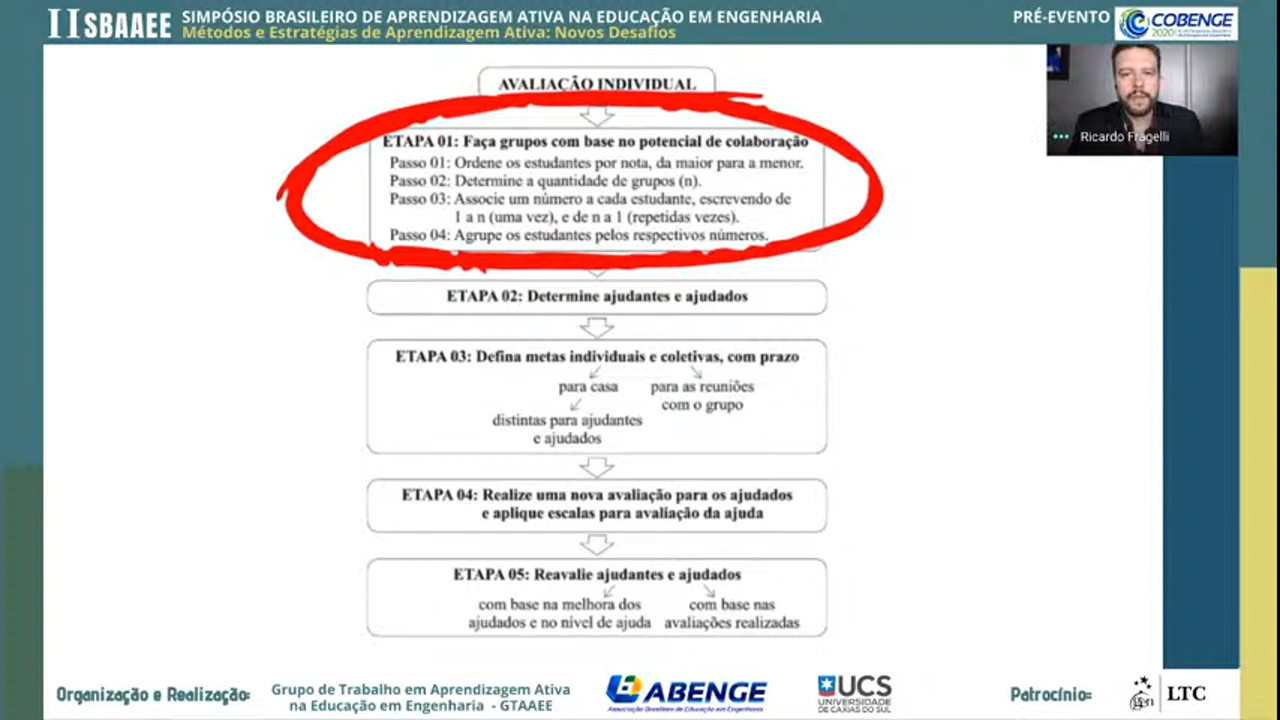 II SBAAEE
SIMPÓSIO BRASILEIRO DE APRENDIZAGEM ATIVA NA EDUCAÇÃO EM ENGENHARIA
Métodos e Estratégias de Aprendizagem Ativa: Novos Desafios
PRÉ-EVENTO
COBENGE
2020
Ricardo Fragelli
AVALIAÇÃO INDIVIDUAL
ETAPA 01: Faça grupos com base no potencial de colaboração
Passo 01: Ordene os estudantes por nota, da maior para a menor.
Passo 02: Determine a quantidade de grupos (n).
Passo 03: Associe um número a cada estudante, escrevendo de
1 a n (uma vez), e de n a 1 (repetidas vezes).
Passo 04: Agrupe os estudantes pelos respectivos números.
ETAPA 02: Determine ajudantes e ajudados
ETAPA 03: Defina metas individuais e coletivas, com prazo
para casa
para as reuniões
com o grupo
distintas para ajudantes
e ajudados
ETAPA 04: Realize uma nova avaliação para os ajudados
e aplique escalas para avaliação da ajuda
ETAPA 05: Reavalie ajudantes e ajudados
com base na melhora dos
ajudados e no nível de ajuda
com base nas
avaliações realizadas
Organização e Realização:
Grupo de Trabalho em Aprendizagem Ativa
na Educação em Engenharia - GTAAEE
ABENGE
Associação Brasileira de Educação em Engenharia
UCS
UNIVERSIDADE
DE CAXIAS DO SUL
Patrocínio:
gen
LTC